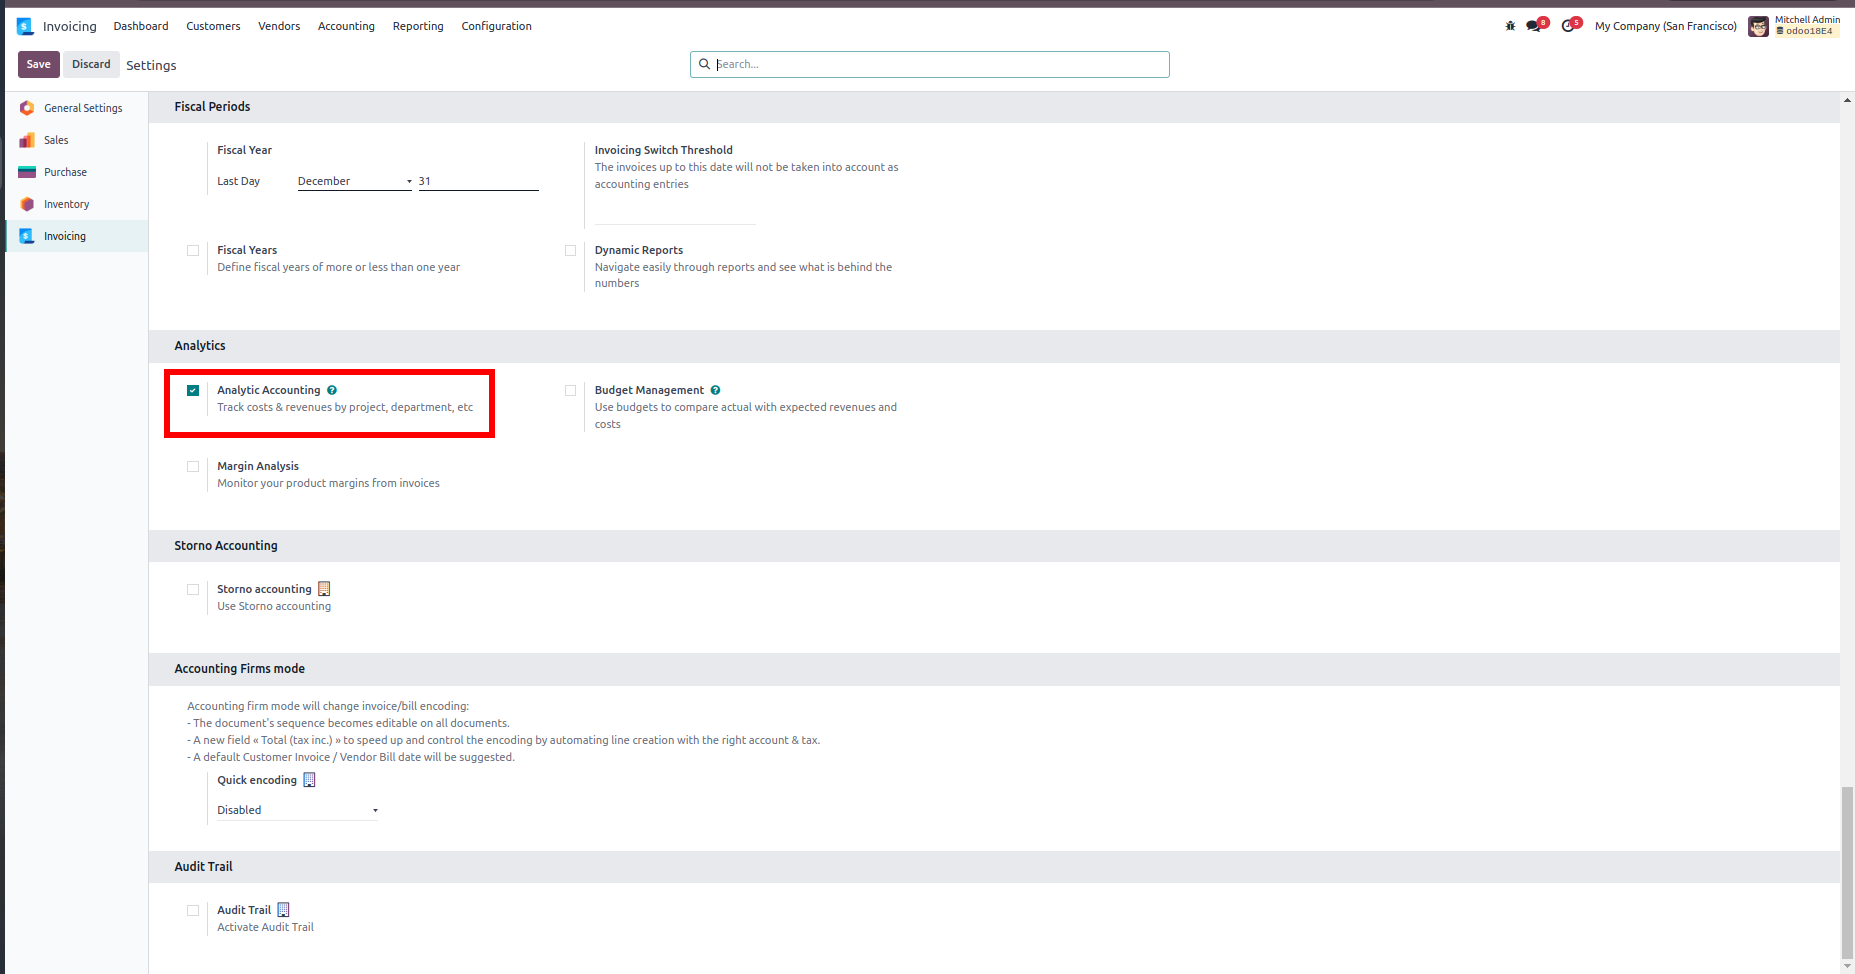 Invoicing Dashboard Customers Vendors Accounting Reporting Configuration 8 5 My Company (San Francisco) Mitchell Admin
odoo18E4
Save Discard Settings Search...
General Settings
Sales
Purchase
Inventory
Invoicing
Fiscal Periods
Fiscal Year
Last Day December 31
Invoicing Switch Threshold
The invoices up to this date will not be taken into account as
accounting entries
Fiscal Years
Define fiscal years of more or less than one year
Dynamic Reports
Navigate easily through reports and see what is behind the
numbers
Analytics
Analytic Accounting ?
Track costs & revenues by project, department, etc
Budget Management ?
Use budgets to compare actual with expected revenues and
costs
Margin Analysis
Monitor your product margins from invoices
Storno Accounting
Storno accounting
Use Storno accounting
Accounting Firms mode
Accounting firm mode will change invoice/bill encoding:
- The document's sequence becomes editable on all documents.
- A new field « Total (tax inc.) » to speed up and control the encoding by automating line creation with the right account & tax.
- A default Customer Invoice / Vendor Bill date will be suggested.
Quick encoding
Disabled
Audit Trail
Audit Trail
Activate Audit Trail